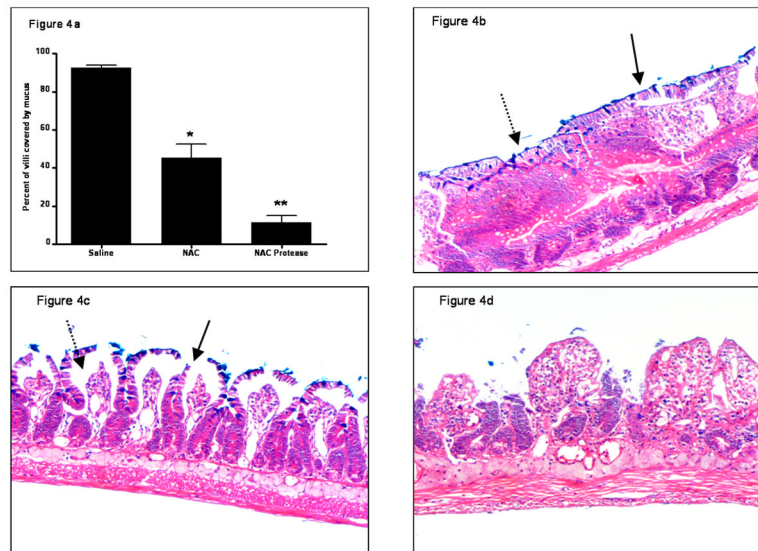 Figure 4a
Percent of villi covered by mucus
100
80
60
40
20
0
*
**
Saline
NAC
NAC Protease
Figure 4b
Figure 4c
Figure 4d